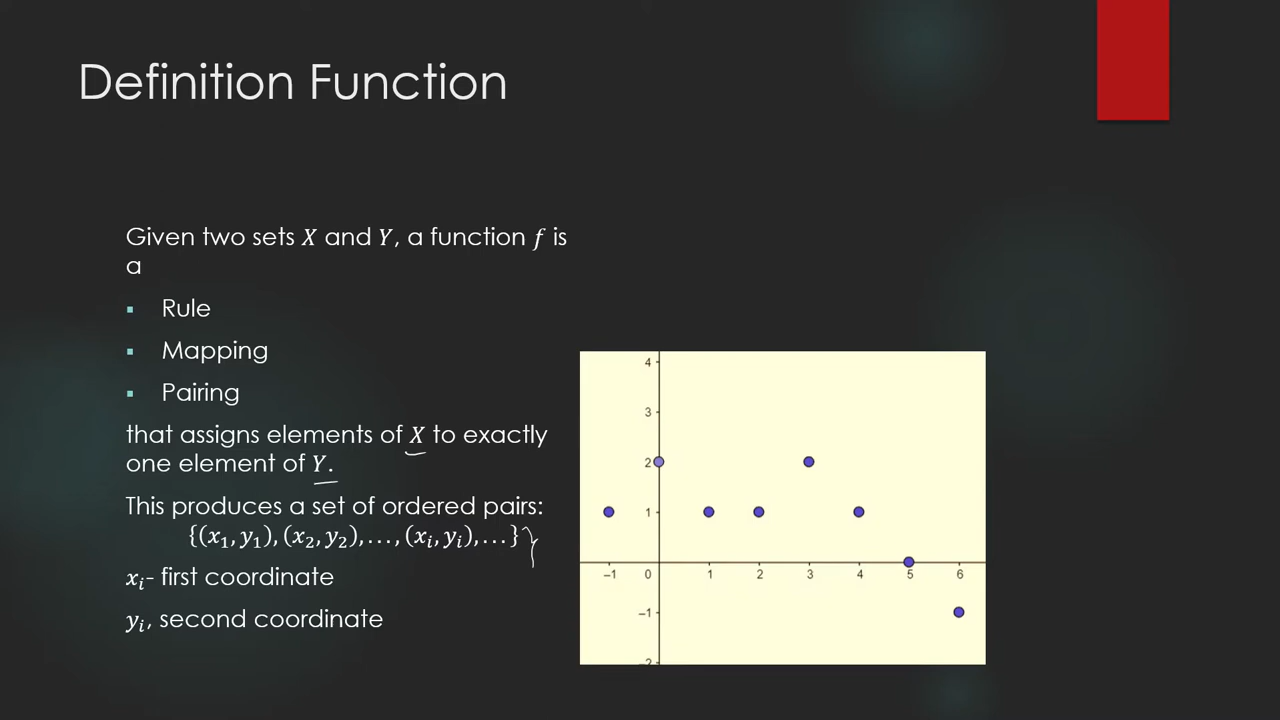 Definition Function
Given two sets 𝑋 and 𝑌, a function 𝑓 is
a
▪ Rule
▪ Mapping
▪ Pairing
that assigns elements of 𝑋 to exactly
one element of 𝑌.
This produces a set of ordered pairs:
{(𝑥₁, 𝑦₁), (𝑥₂, 𝑦₂), …, (𝑥ᵢ, 𝑦ᵢ), …}
𝑥ᵢ- first coordinate
𝑦ᵢ, second coordinate
4
3
2
1
−1 0 1 2 3 4 5 6
−1
−2